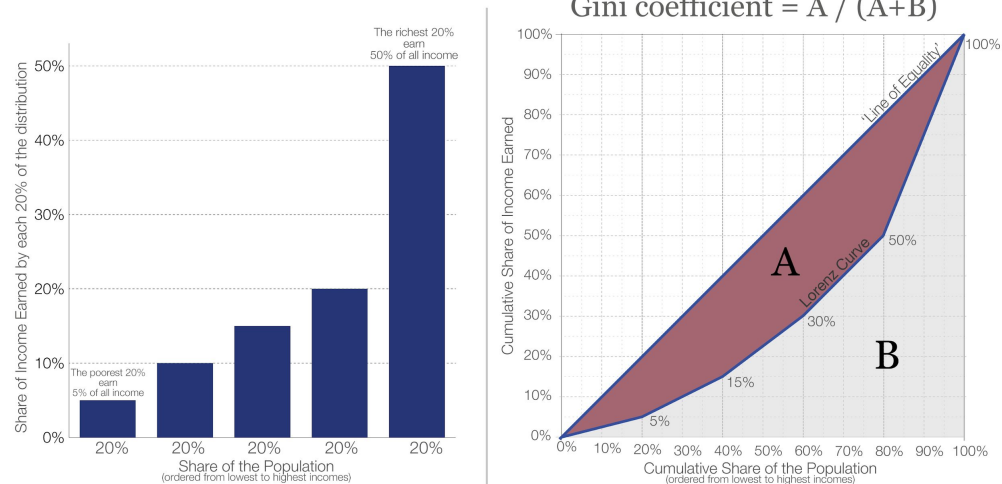 The richest 20%
earn
50% of all income
Share of Income Earned by each 20% of the distribution
50%
40%
30%
20%
10%
0%
The poorest 20%
earn
5% of all income
20%
20%
20%
20%
20%
Share of the Population
(ordered from lowest to highest incomes)
Gini coefficient = A / (A+B)
Cumulative Share of Income Earned
100%
90%
80%
70%
60%
50%
40%
30%
20%
10%
0%
100%
'Line of Equality'
A
Lorenz Curve
50%
30%
B
15%
5%
0%
10%
20%
30%
40%
50%
60%
70%
80%
90%
100%
Cumulative Share of the Population
(ordered from lowest to highest incomes)